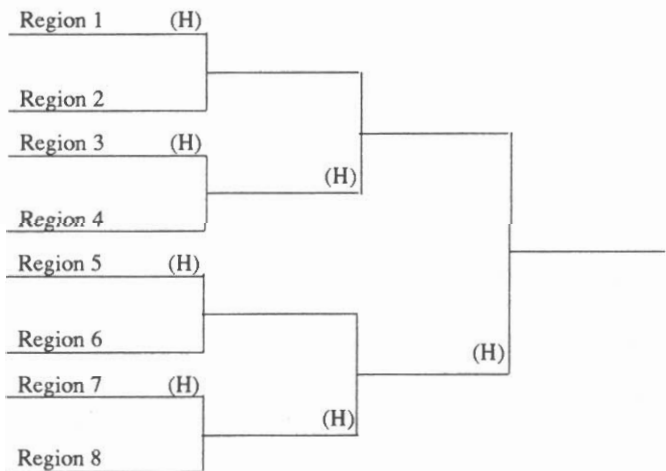 Region 1 (H)
Region 2
Region 3 (H)
(H)
Region 4
Region 5 (H)
Region 6
(H)
Region 7 (H)
(H)
Region 8